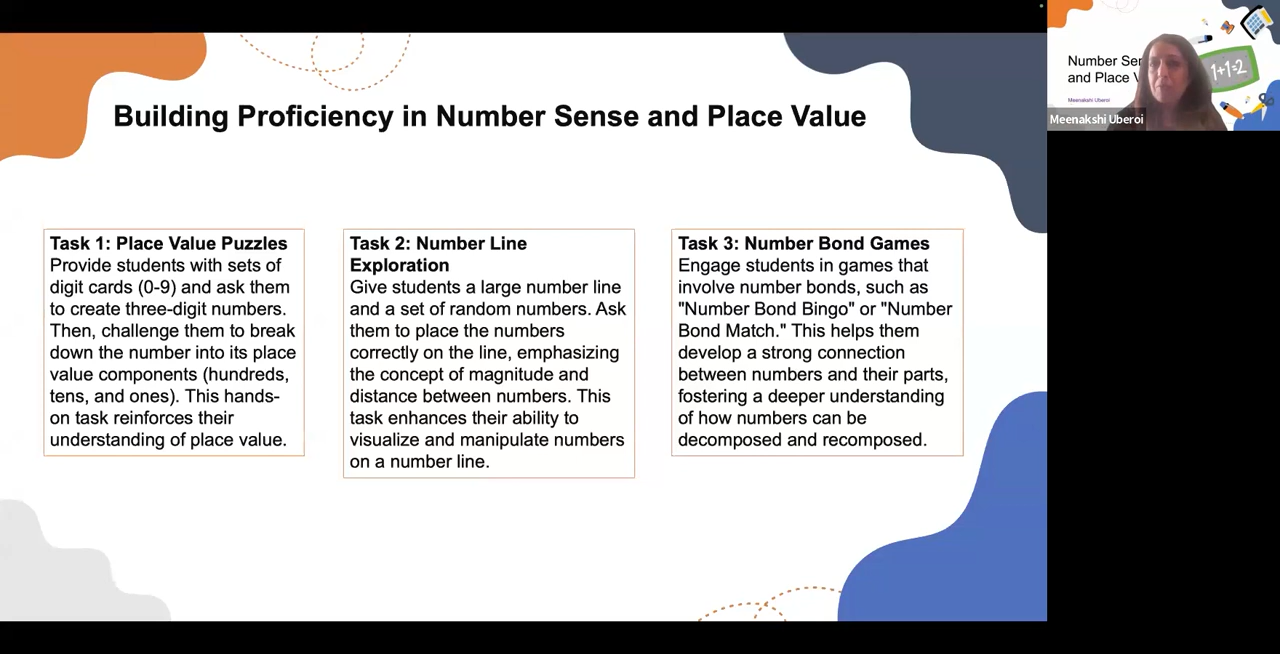 Building Proficiency in Number Sense and Place Value
Task 1: Place Value Puzzles
Provide students with sets of
digit cards (0-9) and ask them
to create three-digit numbers.
Then, challenge them to break
down the number into its place
value components (hundreds,
tens, and ones). This hands-
on task reinforces their
understanding of place value.
Task 2: Number Line
Exploration
Give students a large number line
and a set of random numbers. Ask
them to place the numbers
correctly on the line, emphasizing
the concept of magnitude and
distance between numbers. This
task enhances their ability to
visualize and manipulate numbers
on a number line.
Task 3: Number Bond Games
Engage students in games that
involve number bonds, such as
"Number Bond Bingo" or "Number
Bond Match." This helps them
develop a strong connection
between numbers and their parts,
fostering a deeper understanding
of how numbers can be
decomposed and recomposed.
Number Sen
and Place V
Meenakshi Uberoi
1+1=2
Meenakshi Uberoi